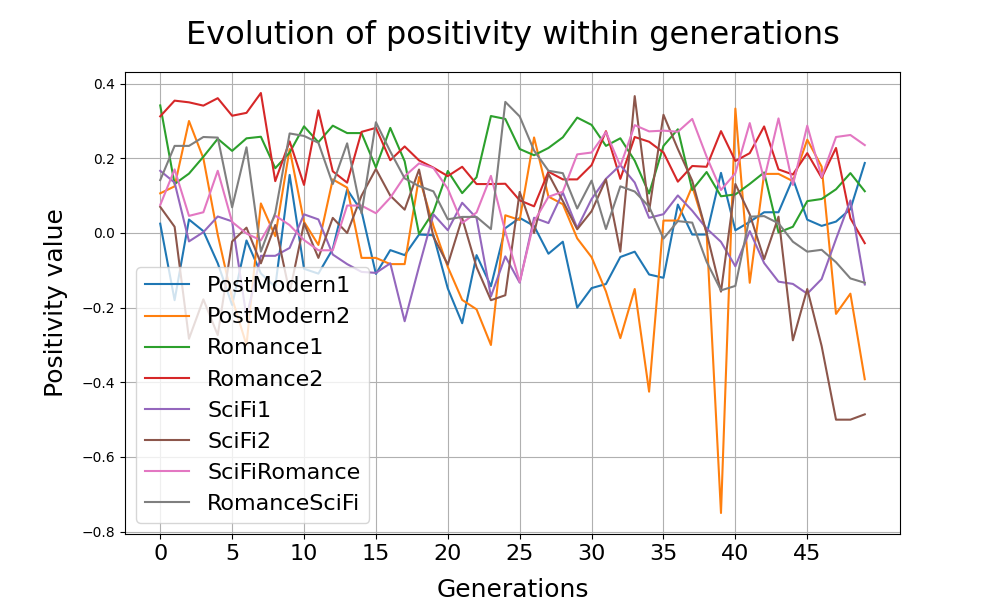 Evolution of positivity within generations
Positivity value
0.4
0.2
0.0
−0.2
−0.4
−0.6
−0.8
PostModern1
PostModern2
Romance1
Romance2
SciFi1
SciFi2
SciFiRomance
RomanceSciFi
0 5 10 15 20 25 30 35 40 45
Generations